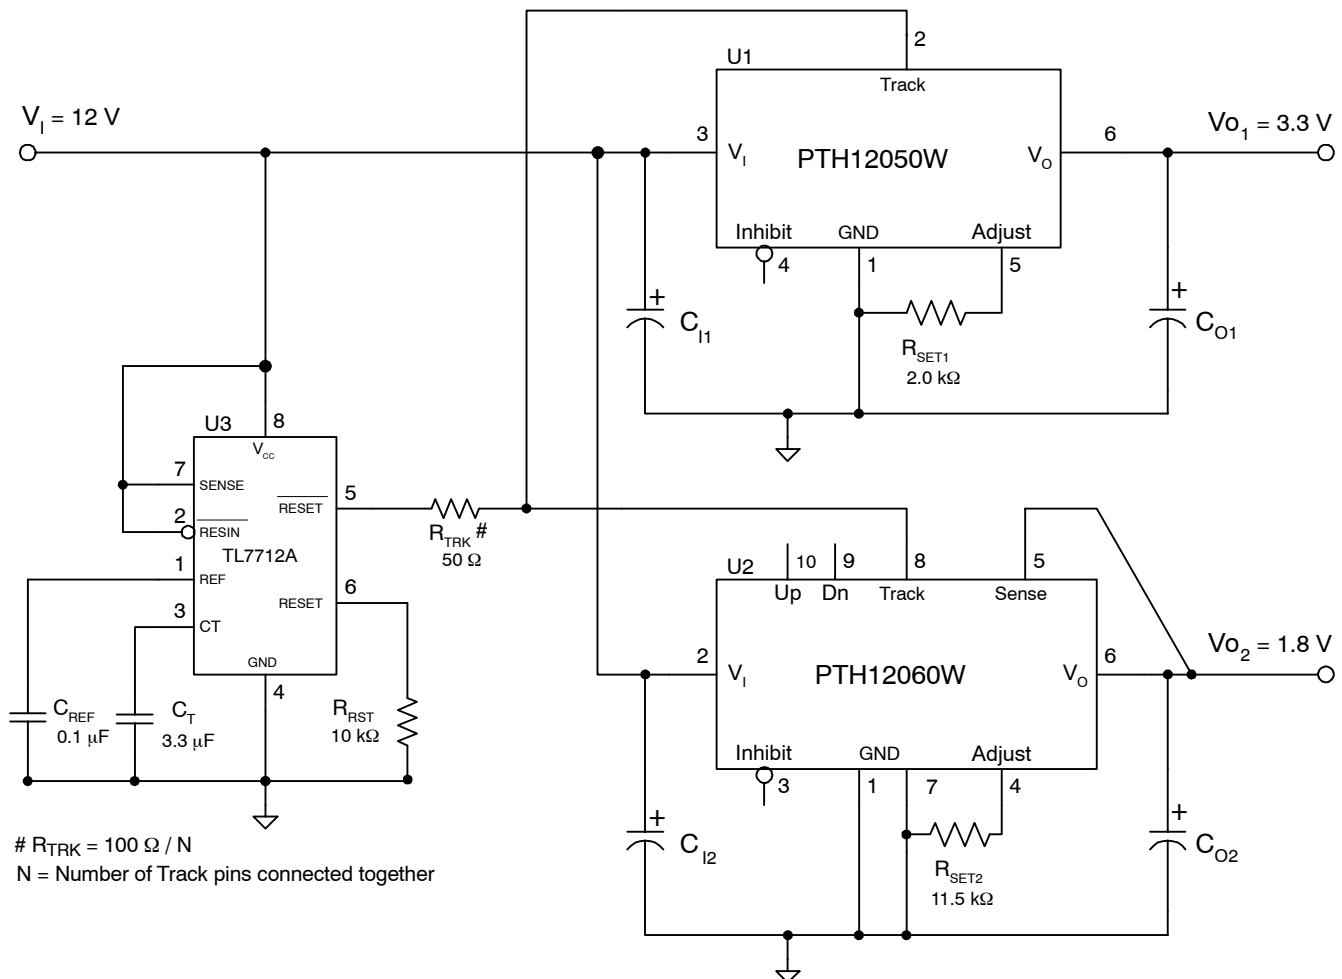 2
U1
Track
V_I = 12 V
3
V_I
PTH12050W
V_O
6
Vo_1 = 3.3 V
Inhibit
GND
Adjust
4
1
5
+
C_I1
R_SET1
2.0 kΩ
+
C_O1
U3
8
V_CC
7
SENSE
RESET
5
2
RESIN
R_TRK #
50 Ω
TL7712A
1
REF
6
RESET
3
CT
GND
4
U2
10
9
8
5
Up
Dn
Track
Sense
2
V_I
PTH12060W
V_O
6
Vo_2 = 1.8 V
C_REF
0.1 μF
C_T
3.3 μF
R_RST
10 kΩ
Inhibit
GND
Adjust
3
1
7
4
+
C_I2
R_SET2
11.5 kΩ
+
C_O2
# R_TRK = 100 Ω / N
N = Number of Track pins connected together